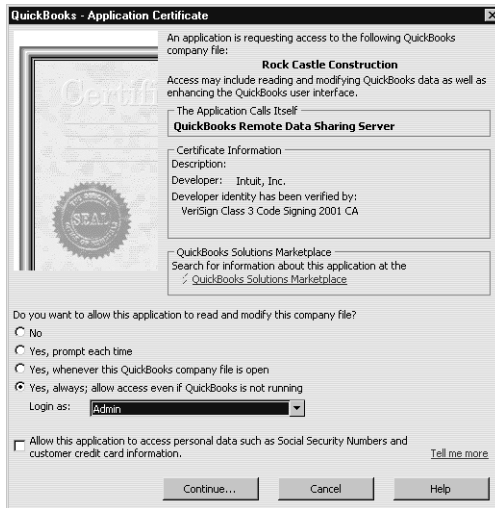 QuickBooks - Application Certificate
An application is requesting access to the following QuickBooks
company file:
Rock Castle Construction
Access may include reading and modifying QuickBooks data as well as
enhancing the QuickBooks user interface.
The Application Calls Itself
QuickBooks Remote Data Sharing Server
Certificate Information
Description:
Developer: Intuit, Inc.
Developer identity has been verified by:
VeriSign Class 3 Code Signing 2001 CA
QuickBooks Solutions Marketplace
Search for information about this application at the
QuickBooks Solutions Marketplace
Do you want to allow this application to read and modify this company file?
No
Yes, prompt each time
Yes, whenever this QuickBooks company file is open
Yes, always; allow access even if QuickBooks is not running
Login as: Admin
Allow this application to access personal data such as Social Security Numbers and
customer credit card information.
Tell me more
Continue...
Cancel
Help
Certifi
SEAL